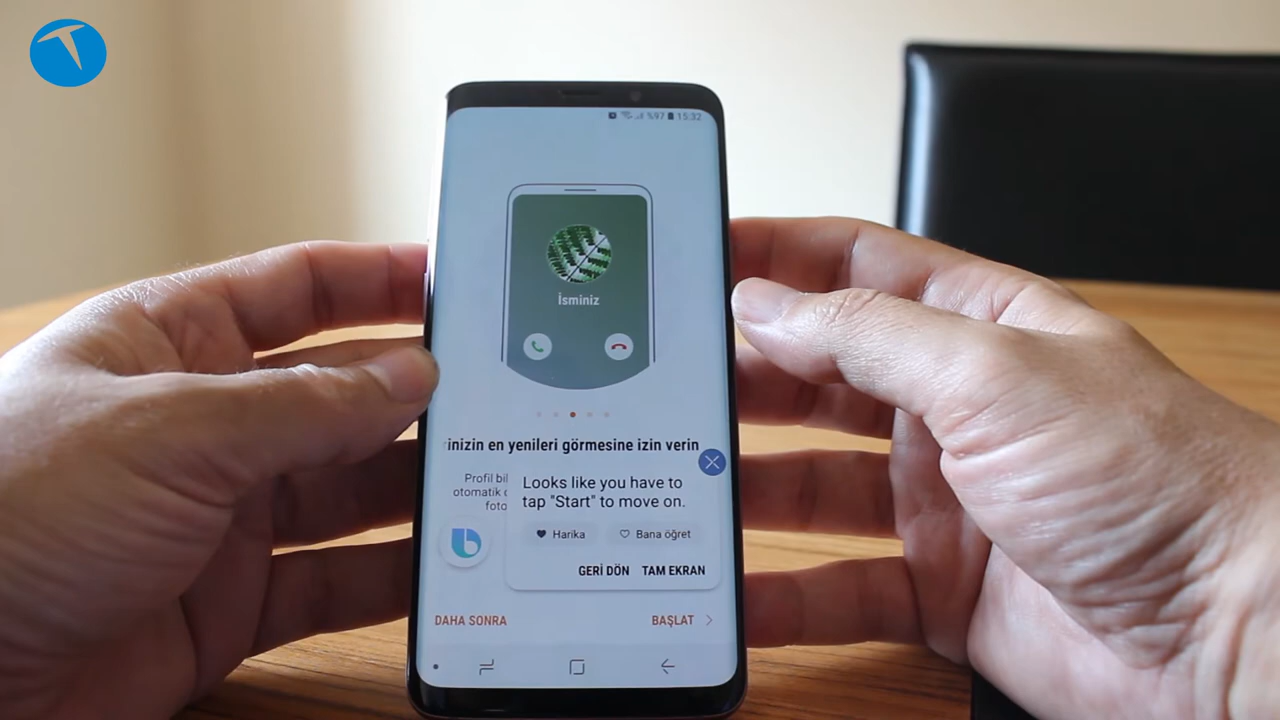 %97 15:32
İsminiz
inizin en yenileri görmesine izin verin
Profil bil
otomatik
foto
Looks like you have to
tap "Start" to move on.
Harika Bana öğret
GERİ DÖN TAM EKRAN
DAHA SONRA BAŞLAT